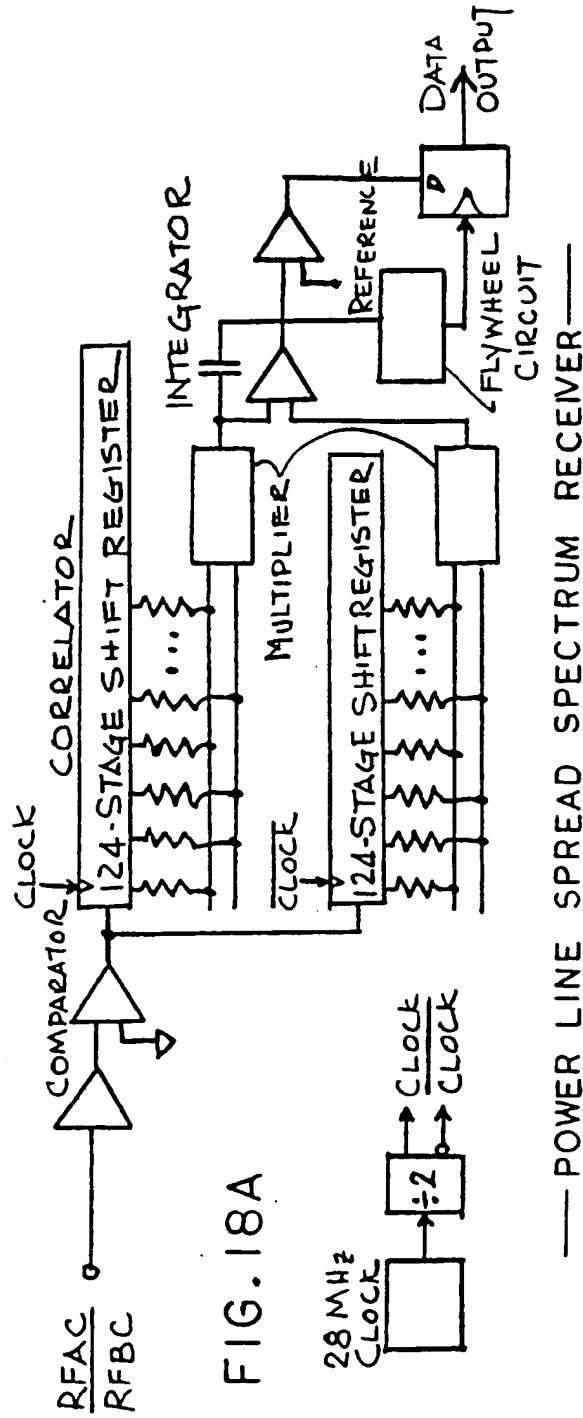 RFAC
RFBC
COMPARATOR
CLOCK
CORRELATOR
124-STAGE SHIFT REGISTER
INTEGRATOR
MULTIPLIER
CLOCK
124-STAGE SHIFT REGISTER
REFERENCE
D
DATA
OUTPUT
FLYWHEEL
CIRCUIT
FIG. 18A
28 MHz
CLOCK
÷2
CLOCK
CLOCK
POWER LINE SPREAD SPECTRUM RECEIVER